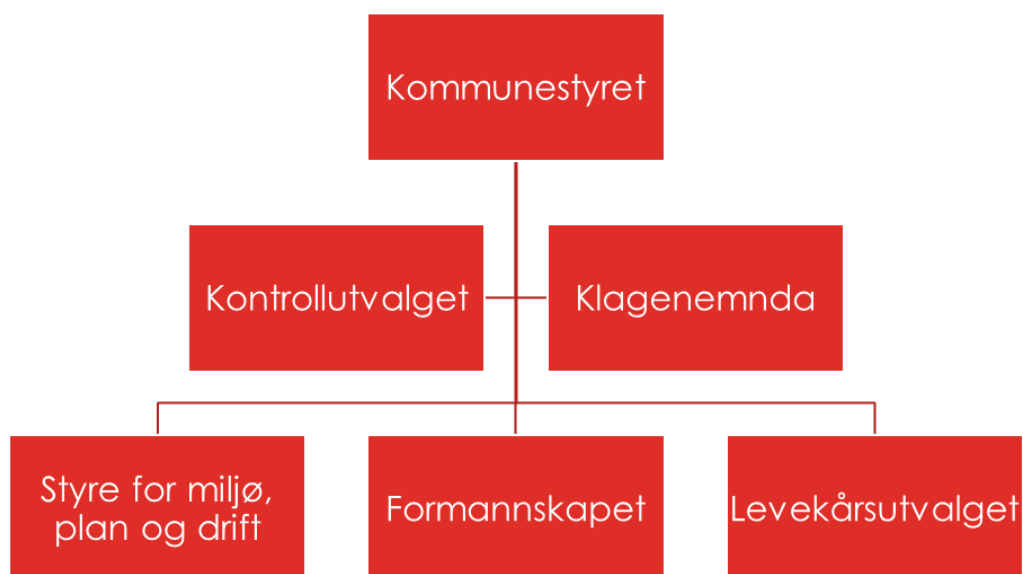 Kommunestyret
Kontrollutvalget
Klagenemnda
Styre for miljø,
plan og drift
Formannskapet
Levekårsutvalget